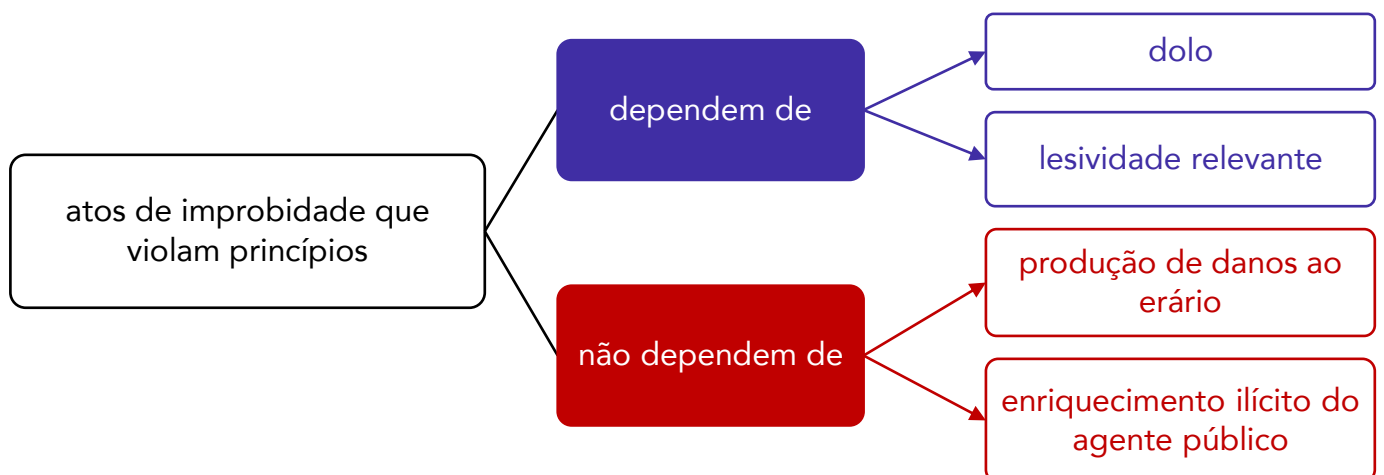 atos de improbidade que
violam princípios
dependem de
dolo
lesividade relevante
não dependem de
produção de danos ao
erário
enriquecimento ilícito do
agente público